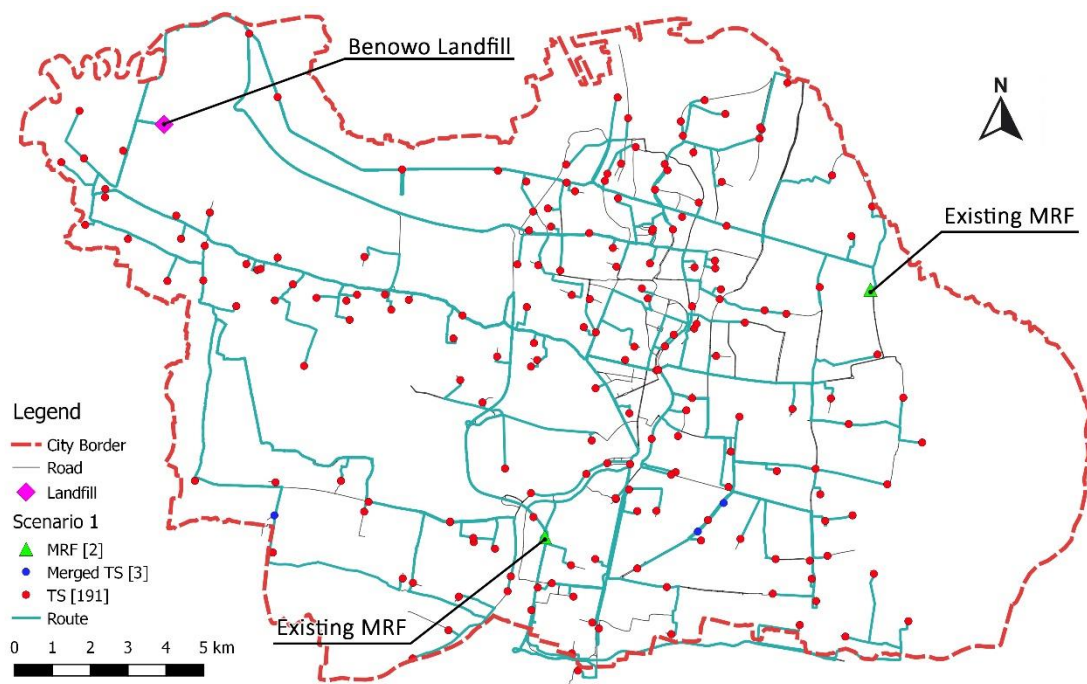 Benowo Landfill
N
Existing MRF
Legend
City Border
Road
Landfill
Scenario 1
MRF [2]
Merged TS [3]
TS [191]
Route
Existing MRF
0 1 2 3 4 5 km